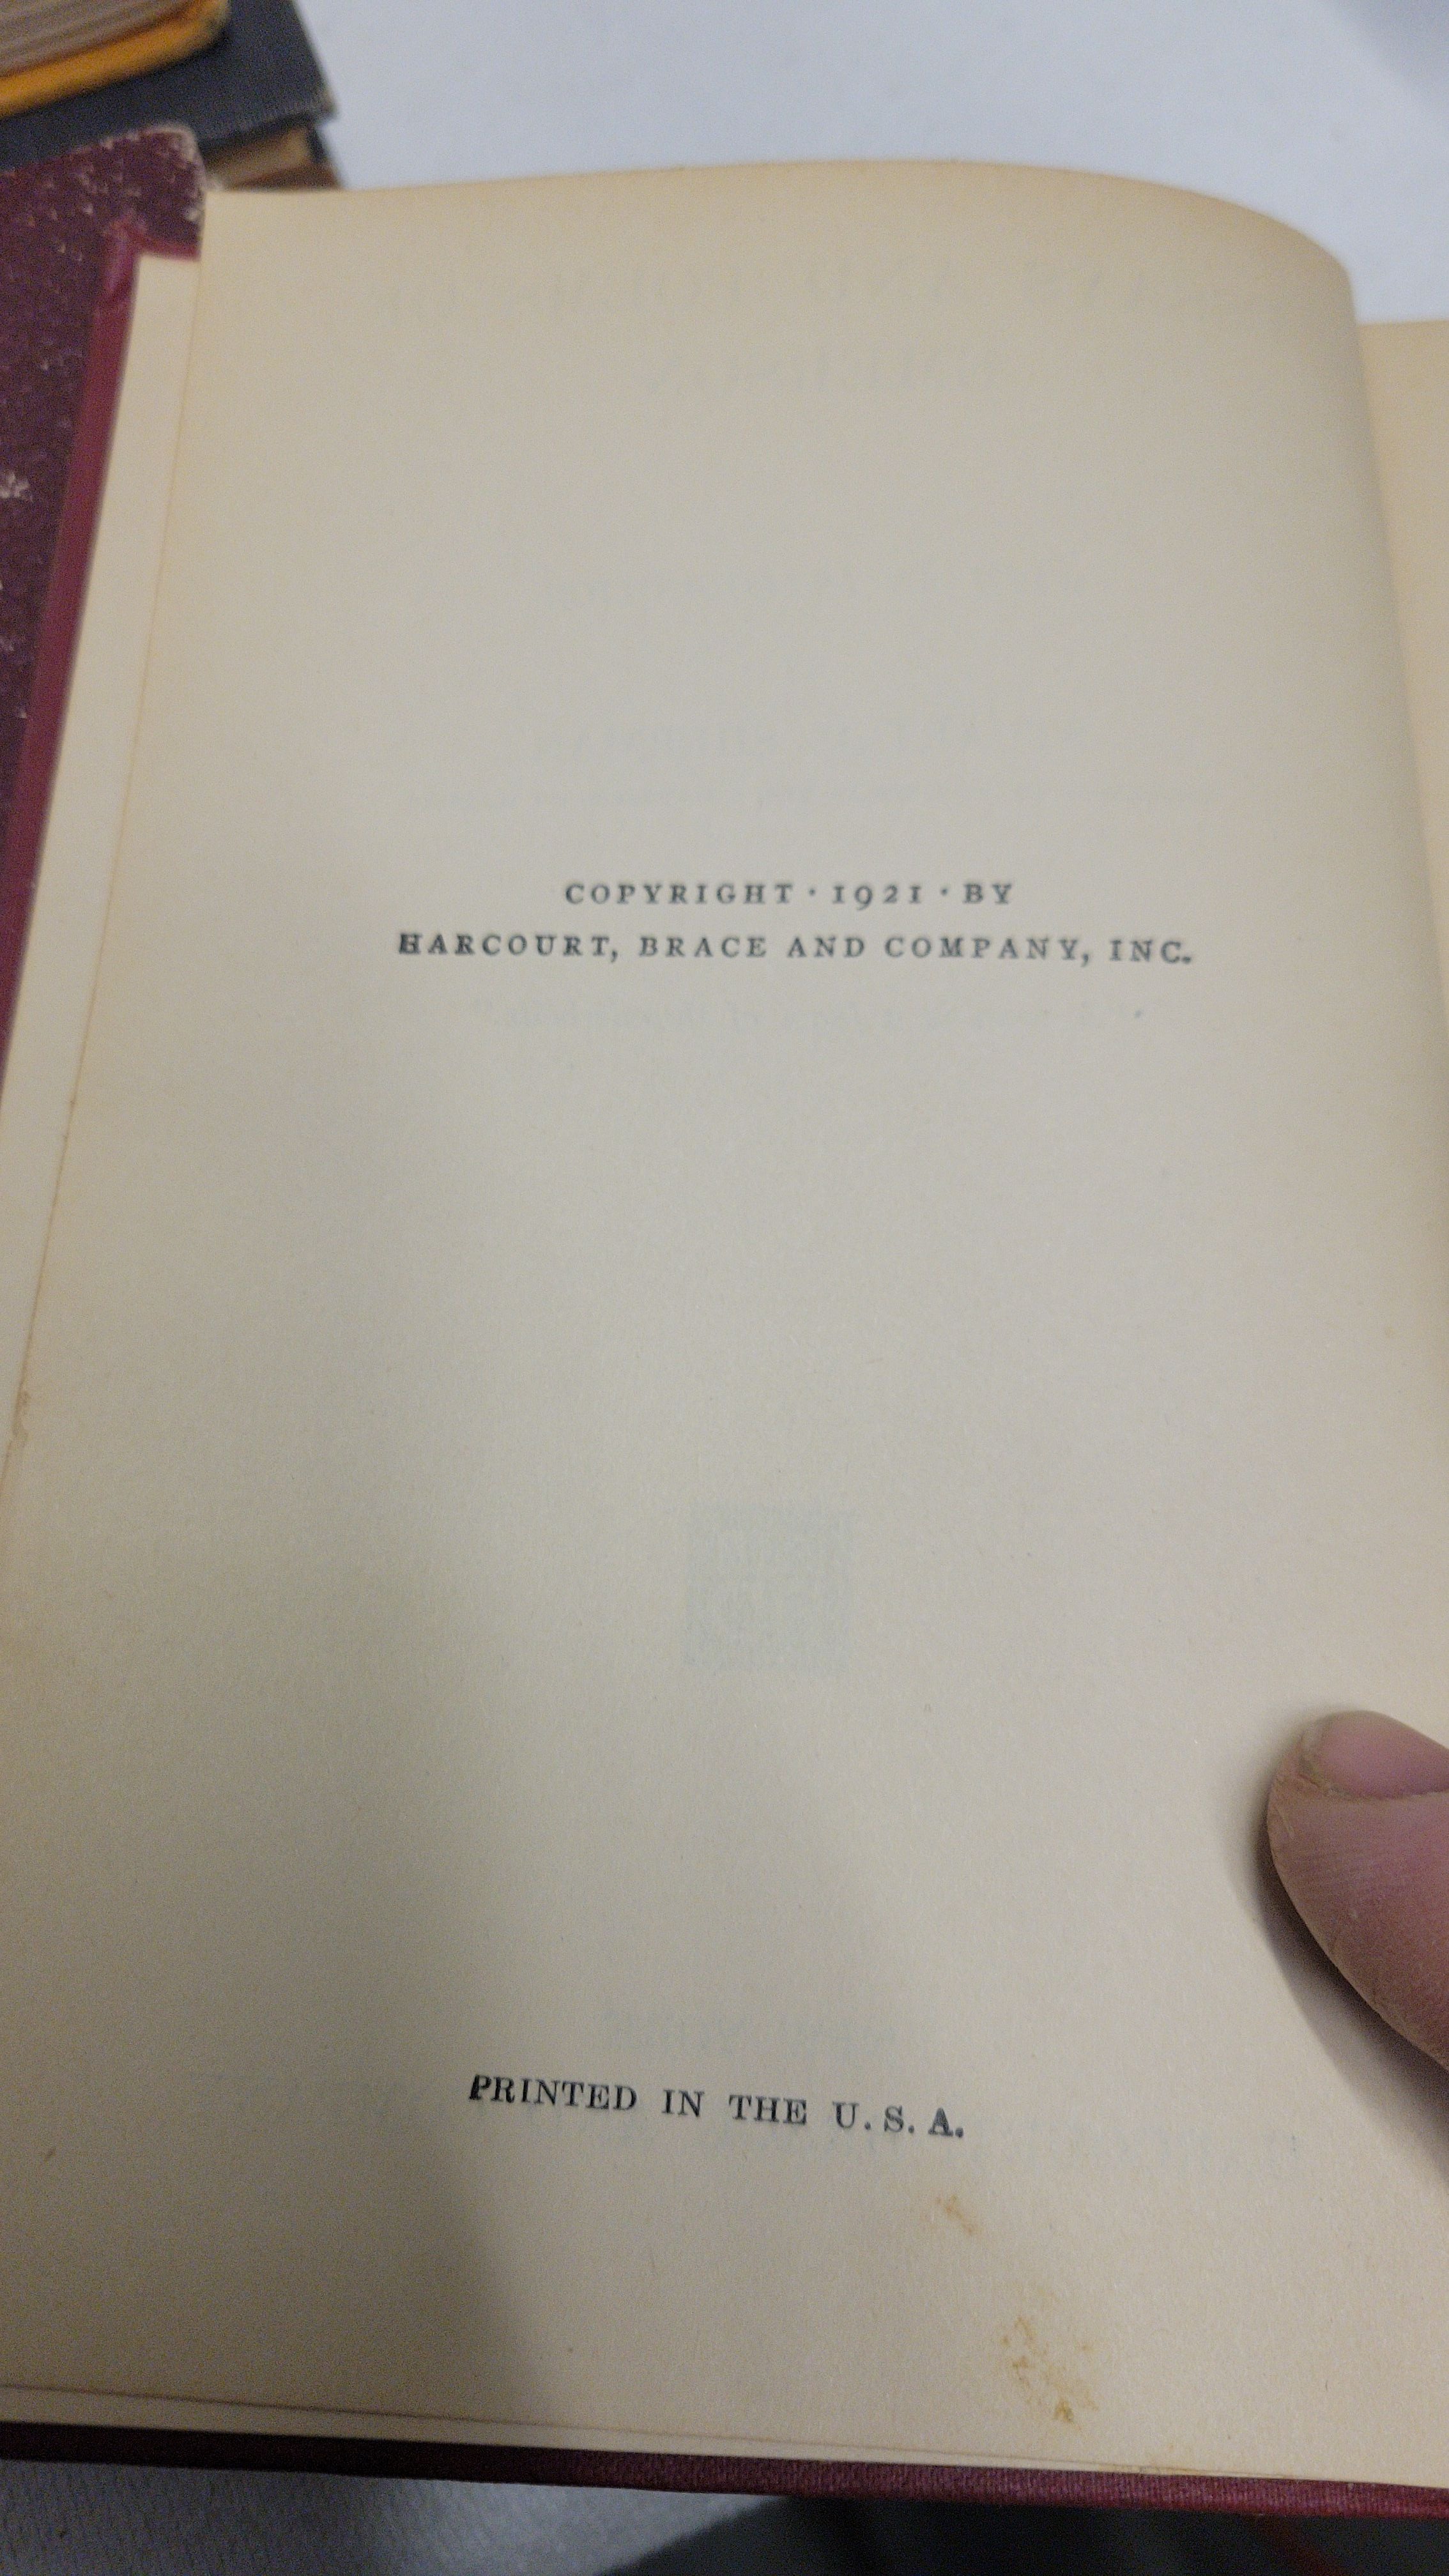 COPYRIGHT · 1921 · BY
HARCOURT, BRACE AND COMPANY, INC.
PRINTED IN THE U. S. A.